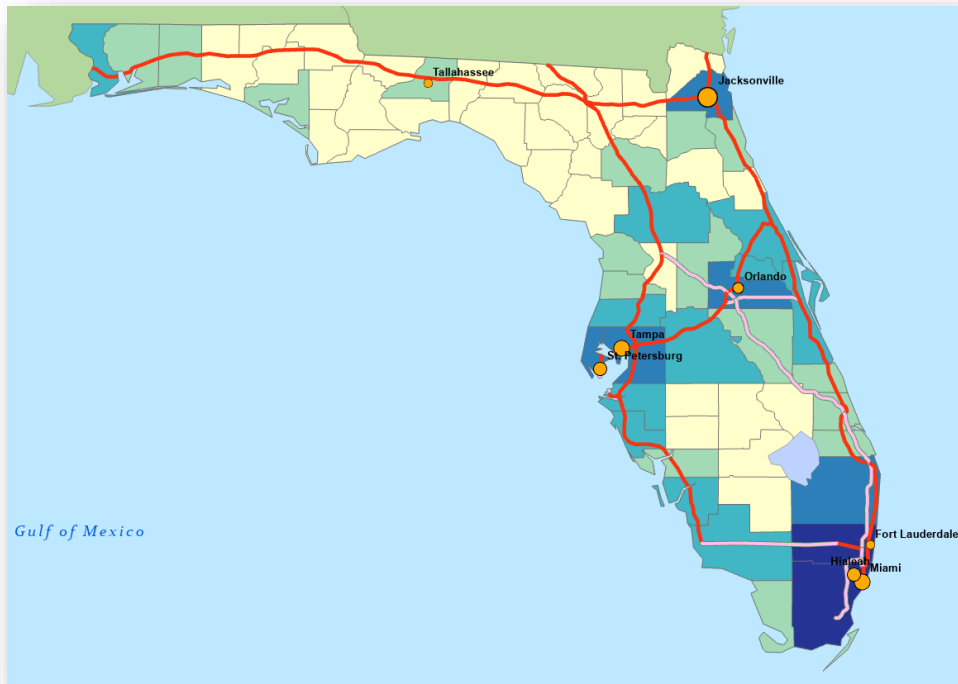 Tallahassee
Jacksonville
Orlando
Tampa
St. Petersburg
Gulf of Mexico
Fort Lauderdale
Hialeah
Miami